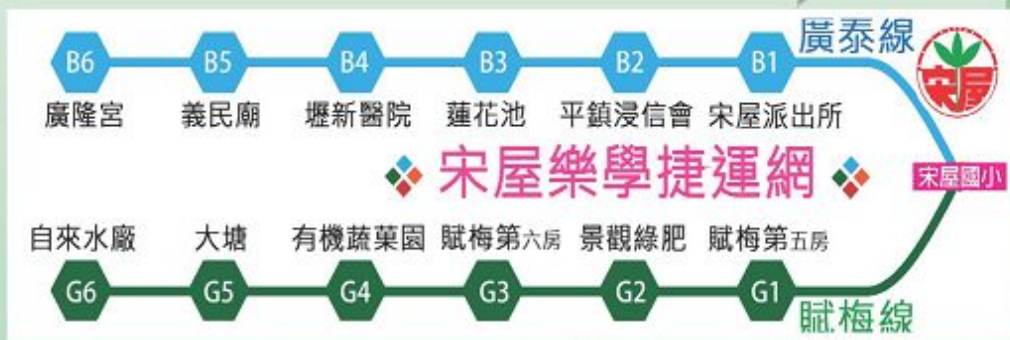 廣泰線
B6 B5 B4 B3 B2 B1
廣隆宮 義民廟 壢新醫院 蓮花池 平鎮浸信會 宋屋派出所
宋屋
宋屋樂學捷運網
宋屋國小
自來水廠 大塘 有機蔬菓園 賦梅第六房 景觀綠肥 賦梅第五房
G6 G5 G4 G3 G2 G1
賦梅線